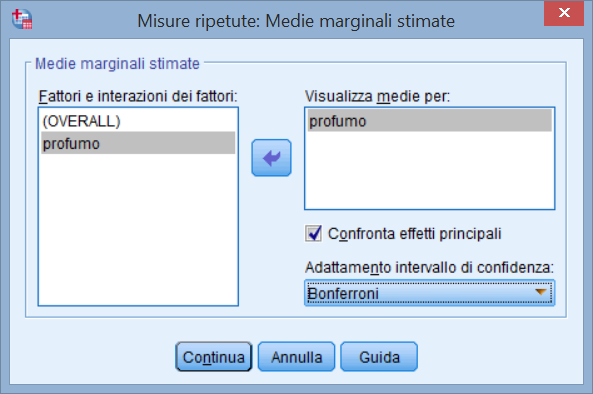 Misure ripetute: Medie marginali stimate
Medie marginali stimate
Fattori e interazioni dei fattori:
(OVERALL)
profumo
Visualizza medie per:
profumo
Confronta effetti principali
Adattamento intervallo di confidenza:
Bonferroni
Continua
Annulla
Guida